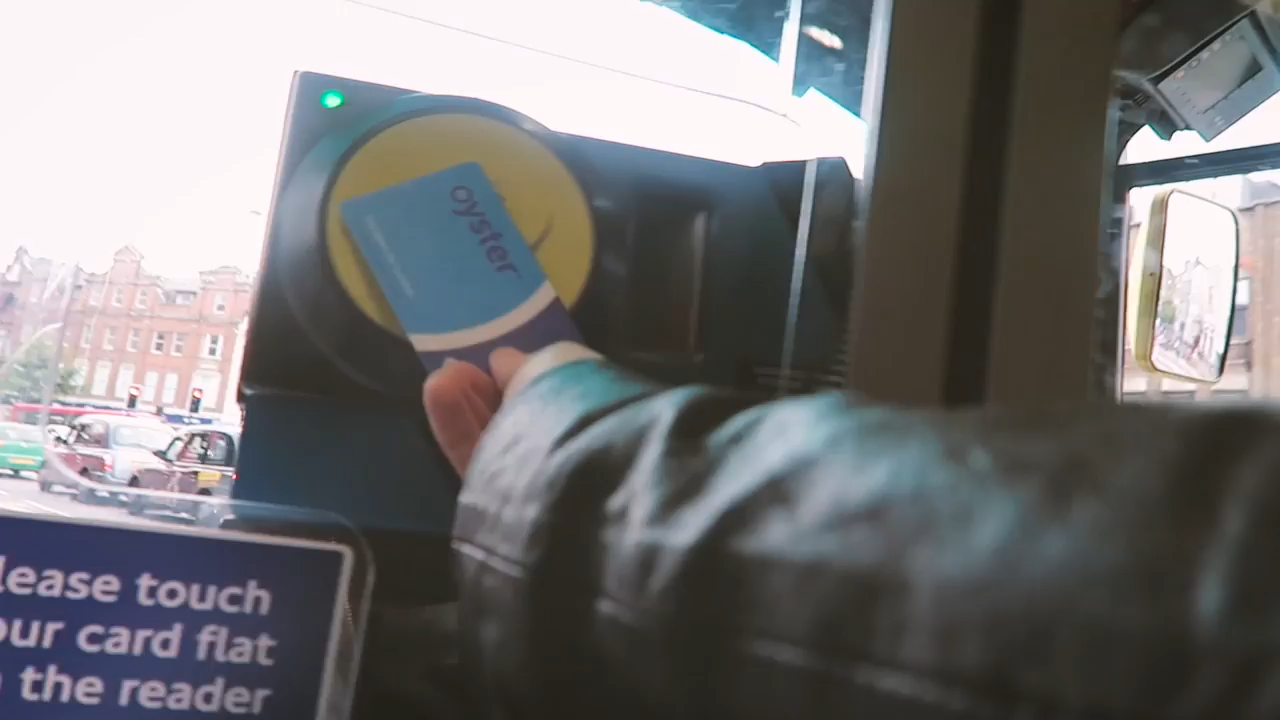 oyster
lease touch
our card flat
the reader